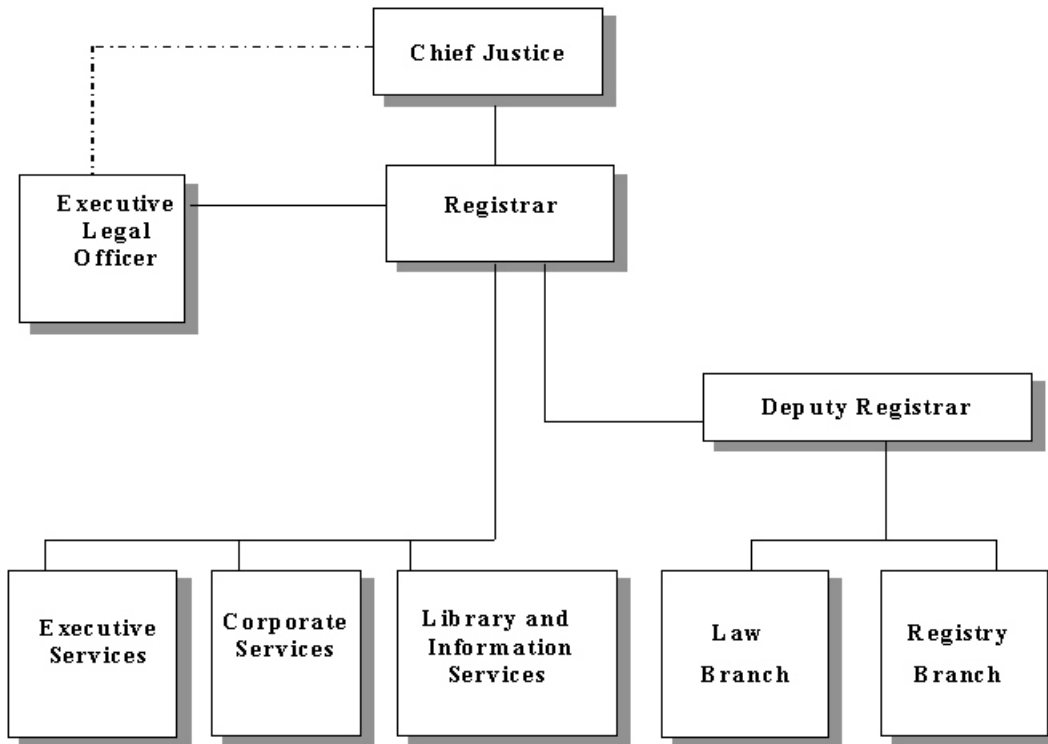 Chief Justice
Executive
Legal
Officer
Registrar
Deputy Registrar
Executive
Services
Corporate
Services
Library and
Information
Services
Law
Branch
Registry
Branch